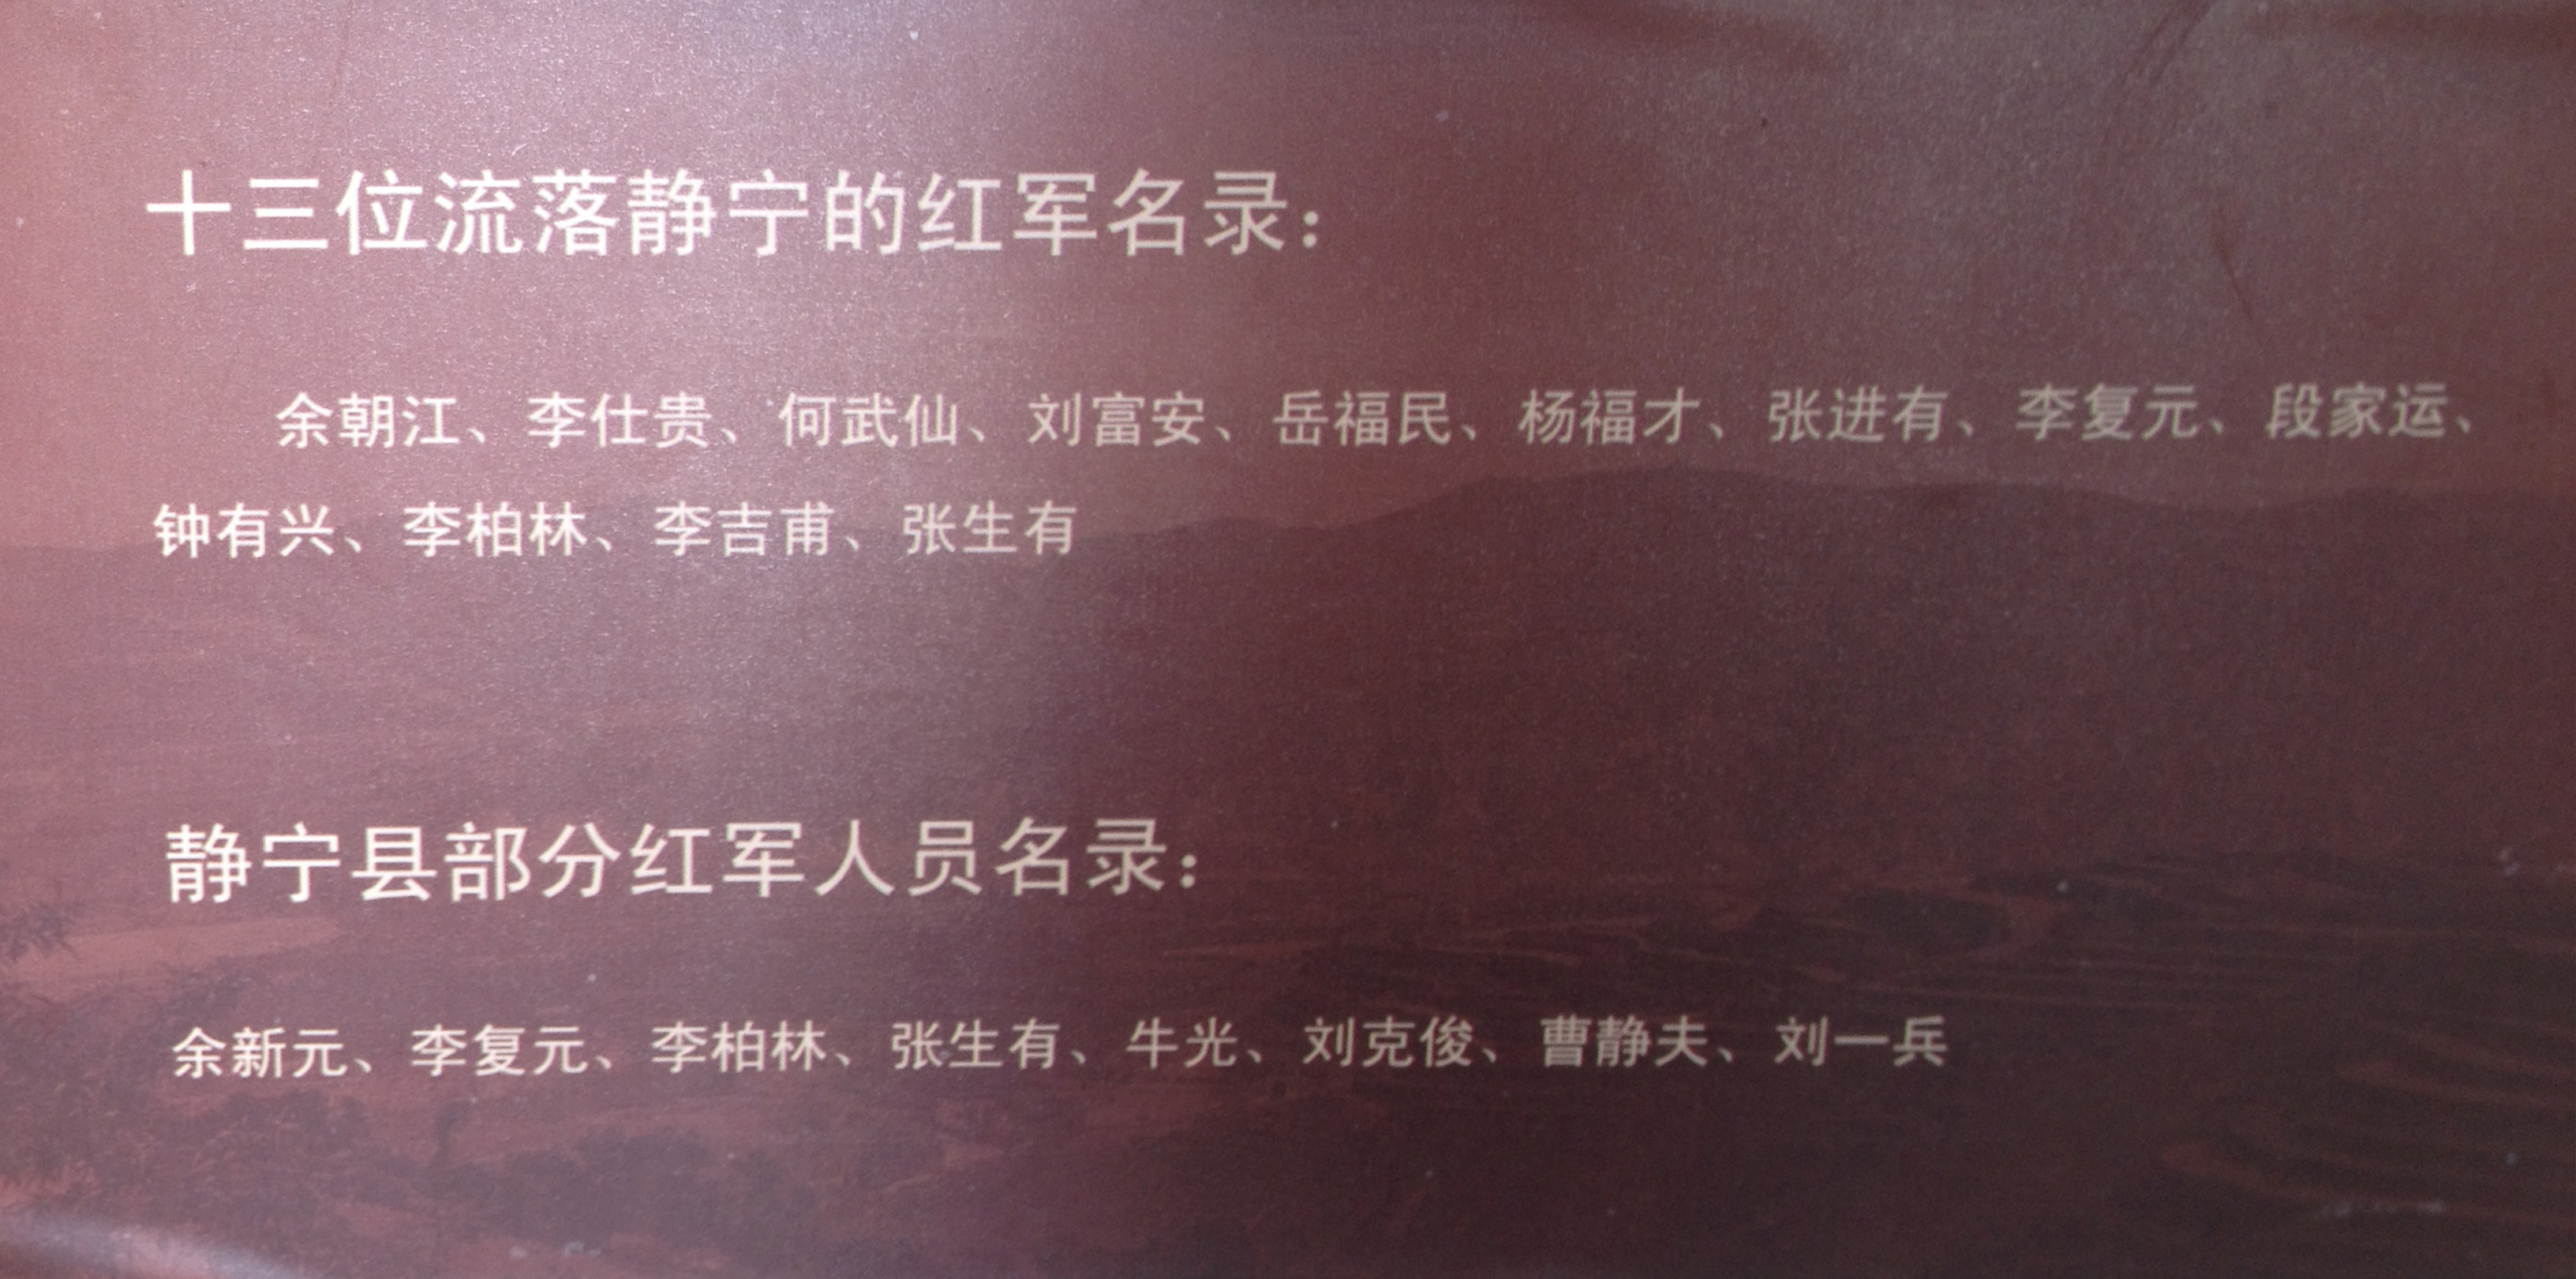 十三位流落静宁的红军名录：
余朝江、李仕贵、何武仙、刘富安、岳福民、杨福才、张进有、李复元、段家运、
钟有兴、李柏林、李吉甫、张生有
静宁县部分红军人员名录：
余新元、李复元、李柏林、张生有、牛光、刘克俊、曹静夫、刘一兵